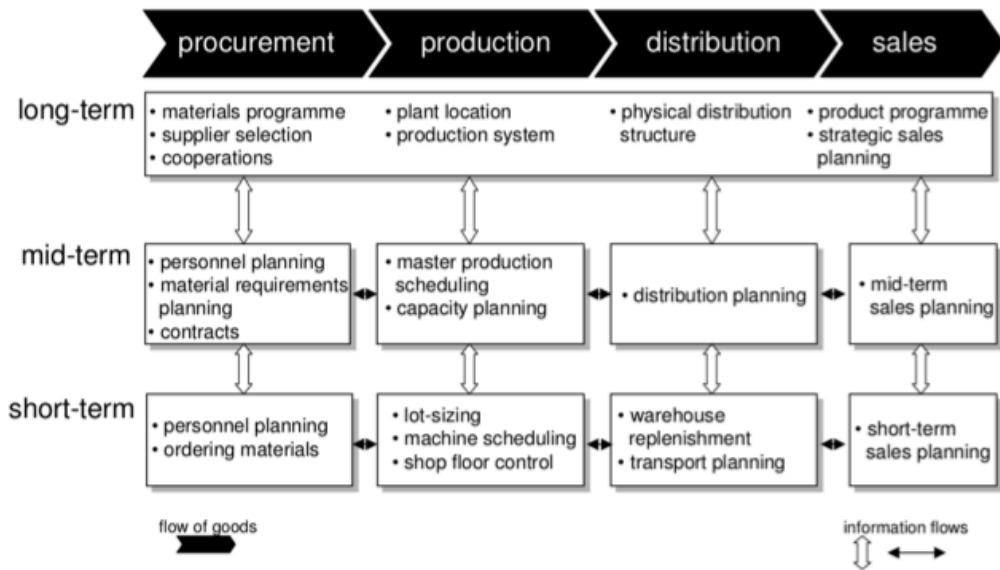 procurement
production
distribution
sales
long-term
• materials programme
• supplier selection
• cooperations
• plant location
• production system
• physical distribution
structure
• product programme
• strategic sales
planning
mid-term
• personnel planning
• material requirements
planning
• contracts
• master production
scheduling
• capacity planning
• distribution planning
• mid-term
sales planning
short-term
• personnel planning
• ordering materials
• lot-sizing
• machine scheduling
• shop floor control
• warehouse
replenishment
• transport planning
• short-term
sales planning
flow of goods
information flows